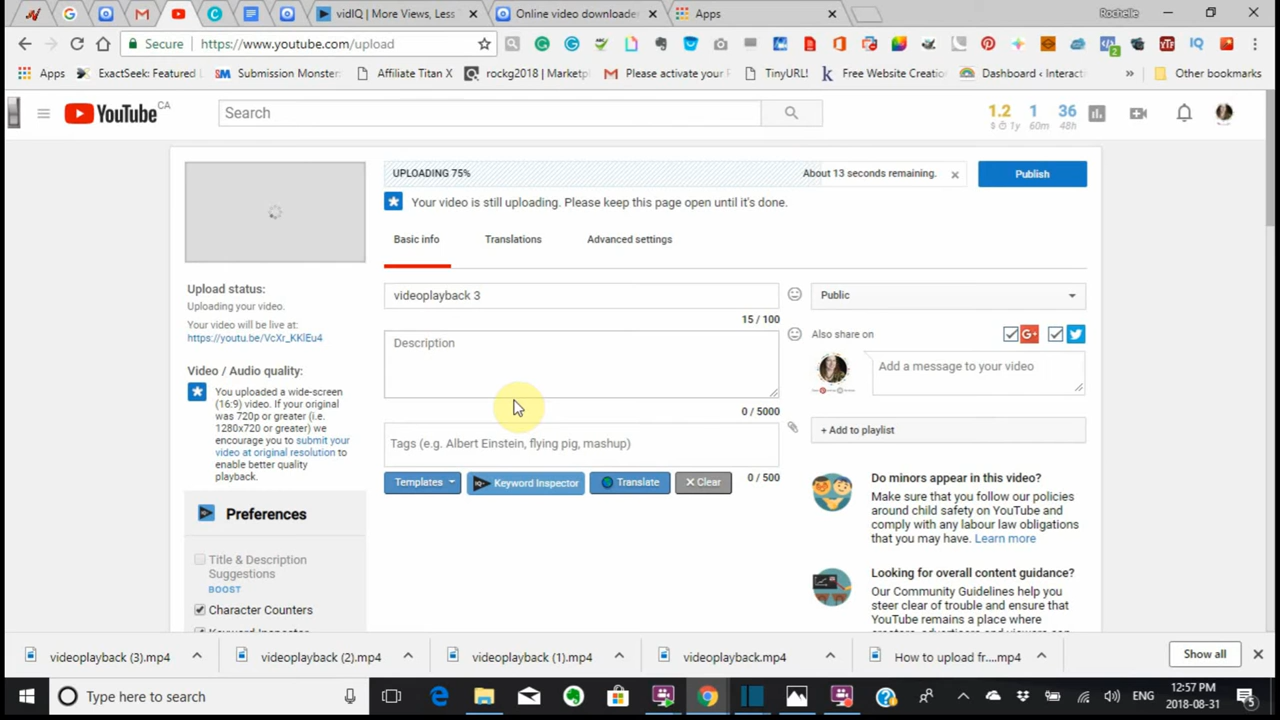 vidIQ | More Views, Less
Online video downloader
Apps
Rochelle
Secure
https://www.youtube.com/upload
Apps
ExactSeek: Featured L
Submission Monster
Affiliate Titan X
rockg2018 | Marketpl
Please activate your F
TinyURL!
Free Website Creatio
Dashboard ‹ Interact
»
Other bookmarks
YouTube CA
Search
1.2 1 36
1y 60m 48h
UPLOADING 75%
About 13 seconds remaining.
Publish
Your video is still uploading. Please keep this page open until it's done.
Basic info
Translations
Advanced settings
Upload status:
Uploading your video.
Your video will be live at:
https://youtu.be/VcXr_KKlEu4
Video / Audio quality:
You uploaded a wide-screen
(16:9) video. If your original
was 720p or greater (i.e.
1280x720 or greater) we
encourage you to submit your
video at original resolution to
enable better quality
playback.
Preferences
Title & Description
Suggestions
BOOST
Character Counters
Keyword Inspector
videoplayback 3
15 / 100
Description
0 / 5000
Tags (e.g. Albert Einstein, flying pig, mashup)
Templates
Keyword Inspector
Translate
Clear
0 / 500
Public
Also share on
G+
Add a message to your video
+ Add to playlist
Do minors appear in this video?
Make sure that you follow our policies
around child safety on YouTube and
comply with any labour law obligations
that you may have. Learn more
Looking for overall content guidance?
Our Community Guidelines help you
steer clear of trouble and ensure that
YouTube remains a place where
videoplayback (3).mp4
videoplayback (2).mp4
videoplayback (1).mp4
videoplayback.mp4
How to upload fr....mp4
Show all
Type here to search
ENG
12:57 PM
2018-08-31
5